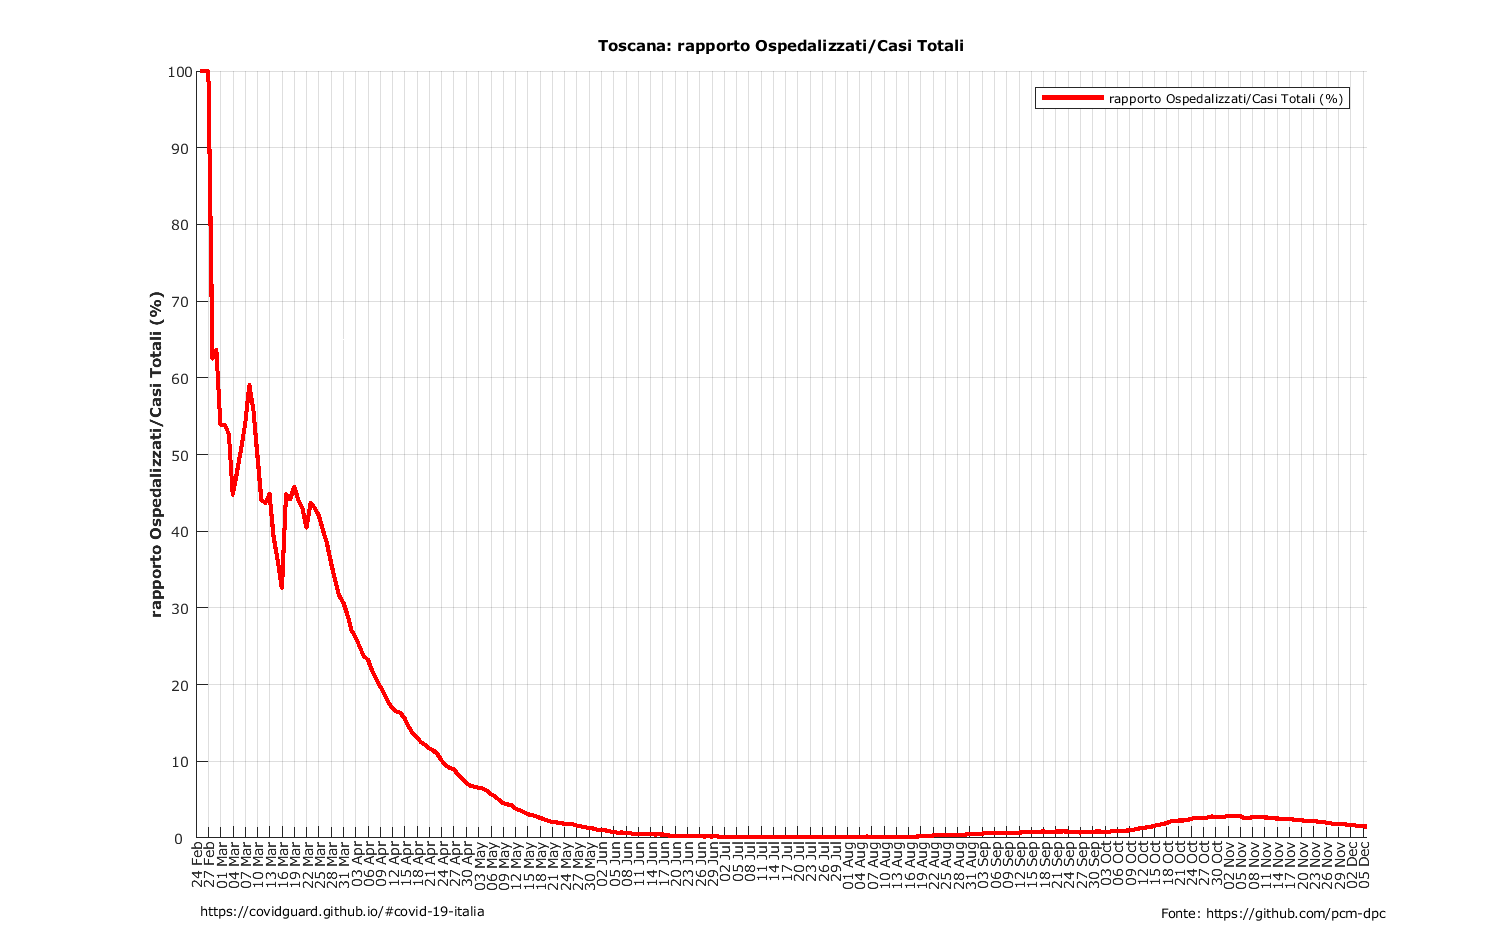 Toscana: rapporto Ospedalizzati/Casi Totali
rapporto Ospedalizzati/Casi Totali (%)
rapporto Ospedalizzati/Casi Totali (%)
100
90
80
70
60
50
40
30
20
10
0
24 Feb
27 Feb
01 Mar
04 Mar
07 Mar
10 Mar
13 Mar
16 Mar
19 Mar
22 Mar
25 Mar
28 Mar
31 Mar
03 Apr
06 Apr
09 Apr
12 Apr
15 Apr
18 Apr
21 Apr
24 Apr
27 Apr
30 Apr
03 May
06 May
09 May
12 May
15 May
18 May
21 May
24 May
27 May
30 May
02 Jun
05 Jun
08 Jun
11 Jun
14 Jun
17 Jun
20 Jun
23 Jun
26 Jun
29 Jun
02 Jul
05 Jul
08 Jul
11 Jul
14 Jul
17 Jul
20 Jul
23 Jul
26 Jul
29 Jul
01 Aug
04 Aug
07 Aug
10 Aug
13 Aug
16 Aug
19 Aug
22 Aug
25 Aug
28 Aug
31 Aug
03 Sep
06 Sep
09 Sep
12 Sep
15 Sep
18 Sep
21 Sep
24 Sep
27 Sep
30 Sep
03 Oct
06 Oct
09 Oct
12 Oct
15 Oct
18 Oct
21 Oct
24 Oct
27 Oct
30 Oct
02 Nov
05 Nov
08 Nov
11 Nov
14 Nov
17 Nov
20 Nov
23 Nov
26 Nov
29 Nov
02 Dec
05 Dec
https://covidguard.github.io/#covid-19-italia
Fonte: https://github.com/pcm-dpc